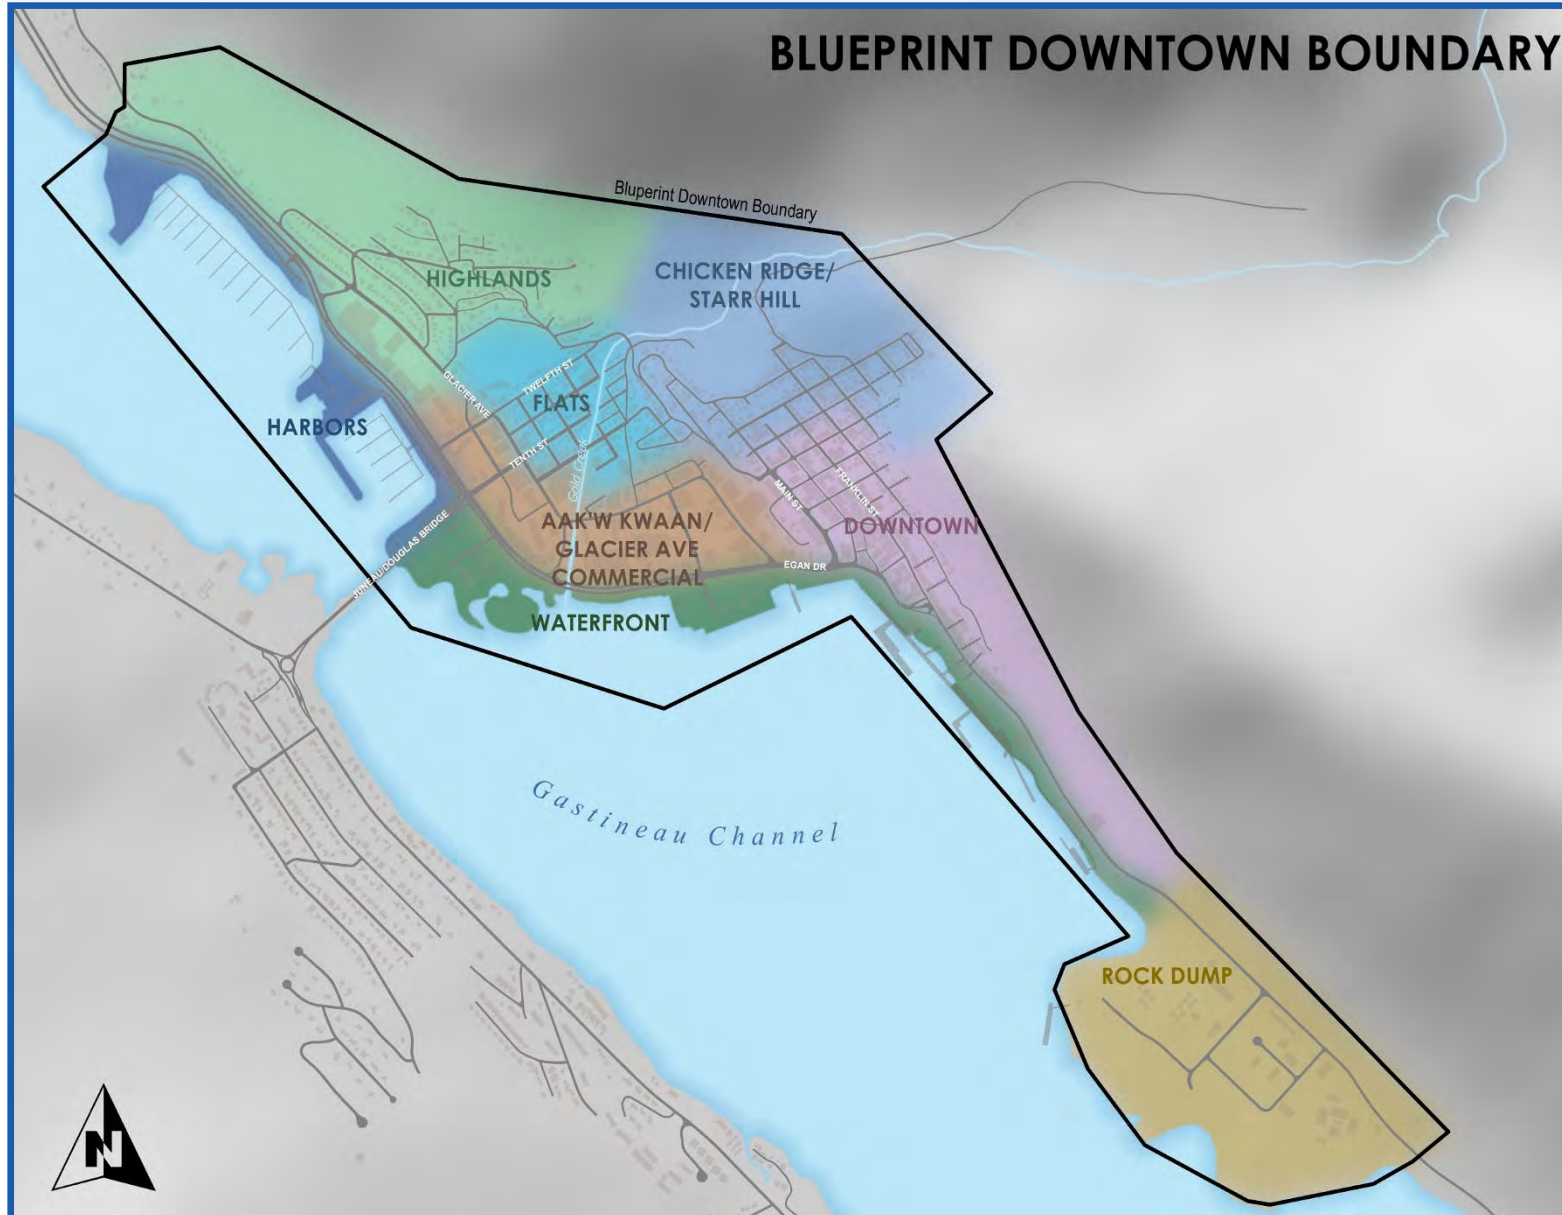 BLUEPRINT DOWNTOWN BOUNDARY
Bluperint Downtown Boundary
HIGHLANDS
CHICKEN RIDGE/
STARR HILL
GLACIER AVE
TWELFTH ST
FLATS
HARBORS
TENTH ST
Gold Creek
MAIN ST
FRANKLIN ST
AAK'W KWAAN/
GLACIER AVE
COMMERCIAL
DOWNTOWN
JUNEAU/DOUGLAS BRIDGE
EGAN DR
WATERFRONT
Gastineau Channel
ROCK DUMP
N